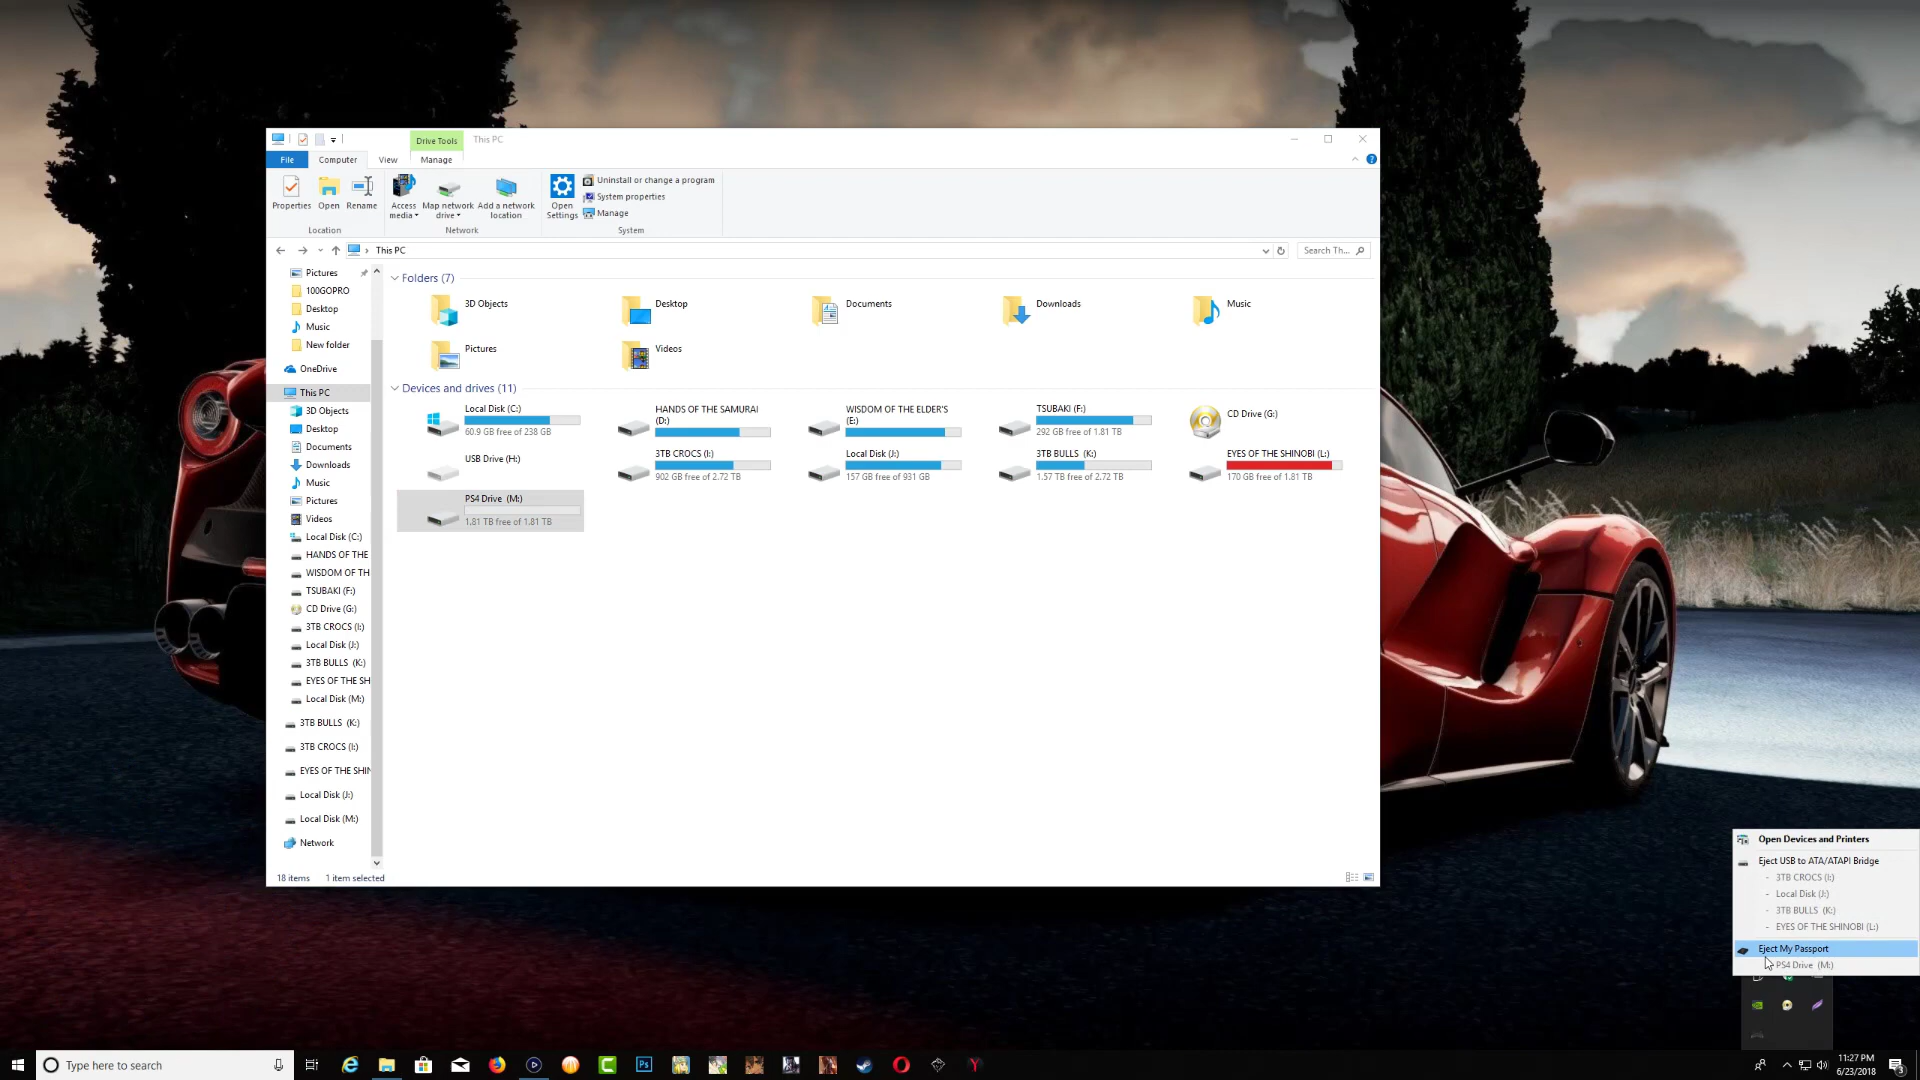 Drive Tools
This PC
File
Computer
View
Manage
Properties
Open
Rename
Access media
Map network drive
Add a network location
Open Settings
Uninstall or change a program
System properties
Manage
Location
Network
System
This PC
Search Th...
Pictures
100GOPRO
Desktop
Music
New folder
OneDrive
This PC
3D Objects
Desktop
Documents
Downloads
Music
Pictures
Videos
Local Disk (C:)
HANDS OF THE
WISDOM OF TH
TSUBAKI (F:)
CD Drive (G:)
3TB CROCS (I:)
Local Disk (J:)
3TB BULLS (K:)
EYES OF THE SH
Local Disk (M:)
3TB BULLS (K:)
3TB CROCS (I:)
EYES OF THE SHIN
Local Disk (J:)
Local Disk (M:)
Network
Folders (7)
3D Objects
Desktop
Documents
Downloads
Music
Pictures
Videos
Devices and drives (11)
Local Disk (C:)
60.9 GB free of 238 GB
HANDS OF THE SAMURAI
(D:)
WISDOM OF THE ELDER'S
(E:)
TSUBAKI (F:)
292 GB free of 1.81 TB
CD Drive (G:)
USB Drive (H:)
3TB CROCS (I:)
902 GB free of 2.72 TB
Local Disk (J:)
157 GB free of 931 GB
3TB BULLS (K:)
1.57 TB free of 2.72 TB
EYES OF THE SHINOBI (L:)
170 GB free of 1.81 TB
PS4 Drive (M:)
1.81 TB free of 1.81 TB
18 items
1 item selected
Open Devices and Printers
Eject USB to ATA/ATAPI Bridge
- 3TB CROCS (I:)
- Local Disk (J:)
- 3TB BULLS (K:)
- EYES OF THE SHINOBI (L:)
Eject My Passport
PS4 Drive (M:)
Type here to search
Ps
11:27 PM
6/23/2018
3